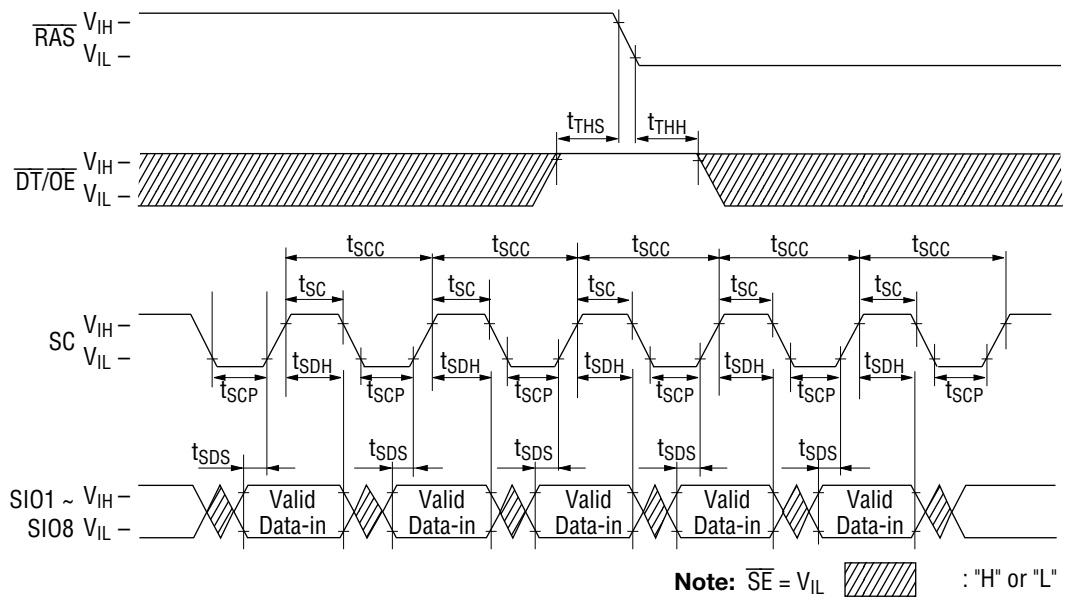 RAS VIH –
VIL –
tTHS tTHH
DT/OE VIH –
VIL –
tSCC tSCC tSCC tSCC tSCC
tSC tSC tSC tSC tSC
SC VIH –
VIL –
tSDH tSDH tSDH tSDH tSDH
tSCP tSCP tSCP tSCP tSCP tSCP
tSDS tSDS tSDS tSDS tSDS
SIO1 ~ VIH –
SIO8 VIL –
Valid Data-in
Valid Data-in
Valid Data-in
Valid Data-in
Valid Data-in
Note: SE = VIL : "H" or "L"